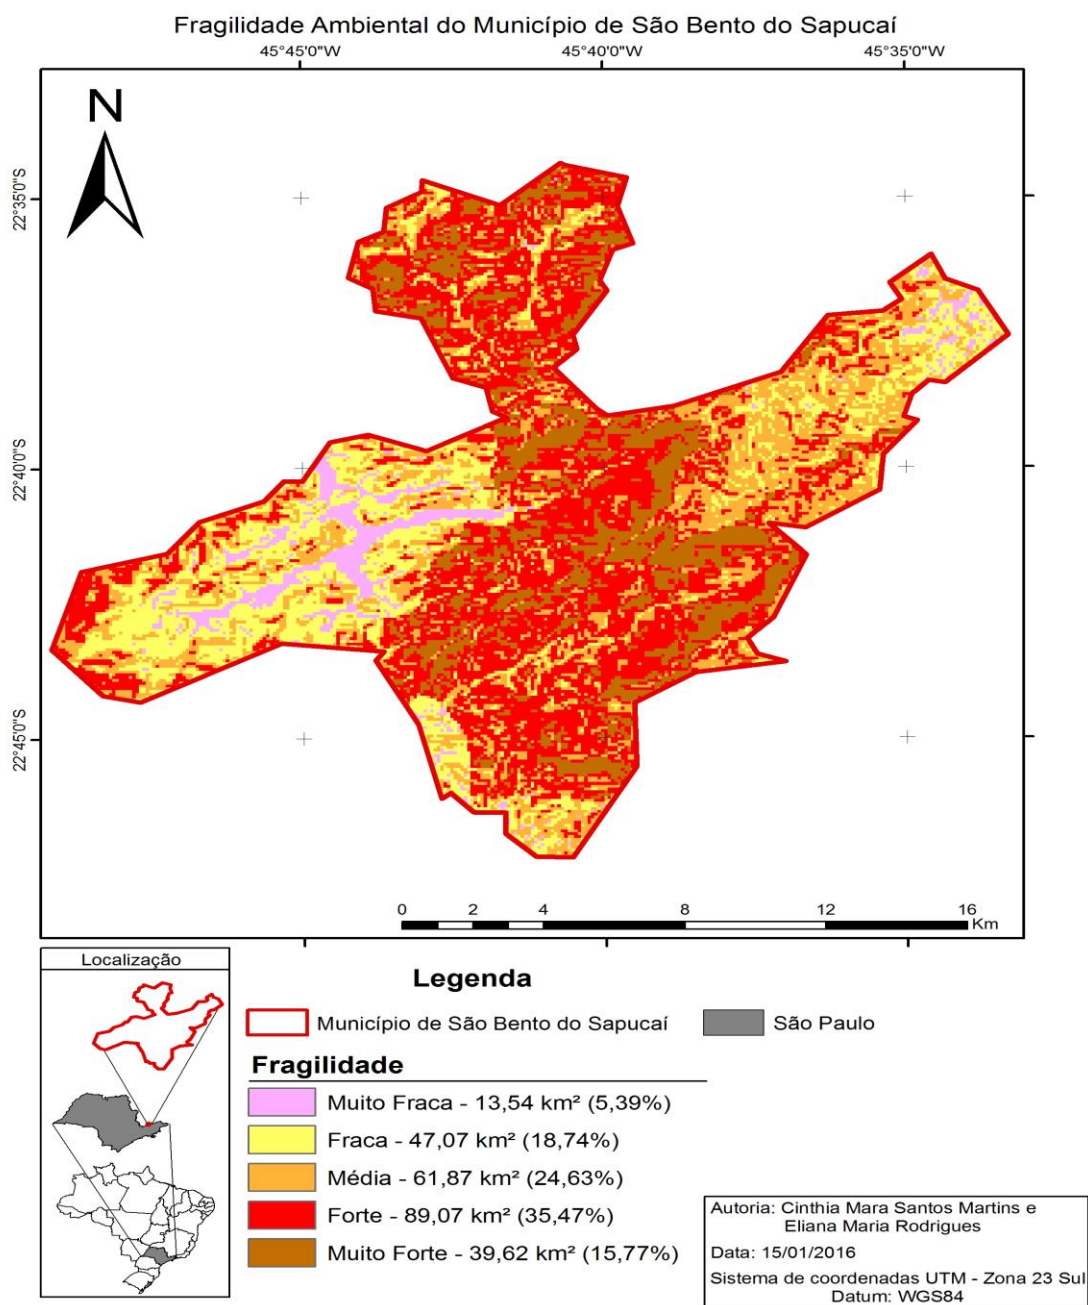 Fragilidade Ambiental do Município de São Bento do Sapucaí
45°45'0"W
45°40'0"W
45°35'0"W
N
22°35'0"S
22°40'0"S
22°45'0"S
0 2 4 8 12 16
Km
Localização
Legenda
Município de São Bento do Sapucaí
São Paulo
Fragilidade
Muito Fraca - 13,54 km² (5,39%)
Fraca - 47,07 km² (18,74%)
Média - 61,87 km² (24,63%)
Forte - 89,07 km² (35,47%)
Muito Forte - 39,62 km² (15,77%)
Autoria: Cinthia Mara Santos Martins e
Eliana Maria Rodrigues
Data: 15/01/2016
Sistema de coordenadas UTM - Zona 23 Sul
Datum: WGS84